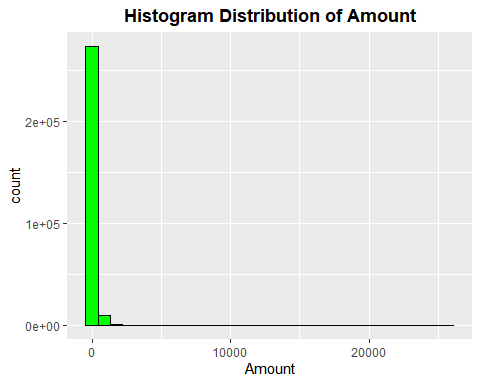 Histogram Distribution of Amount
2e+05
1e+05
0e+00
count
0
10000
20000
Amount